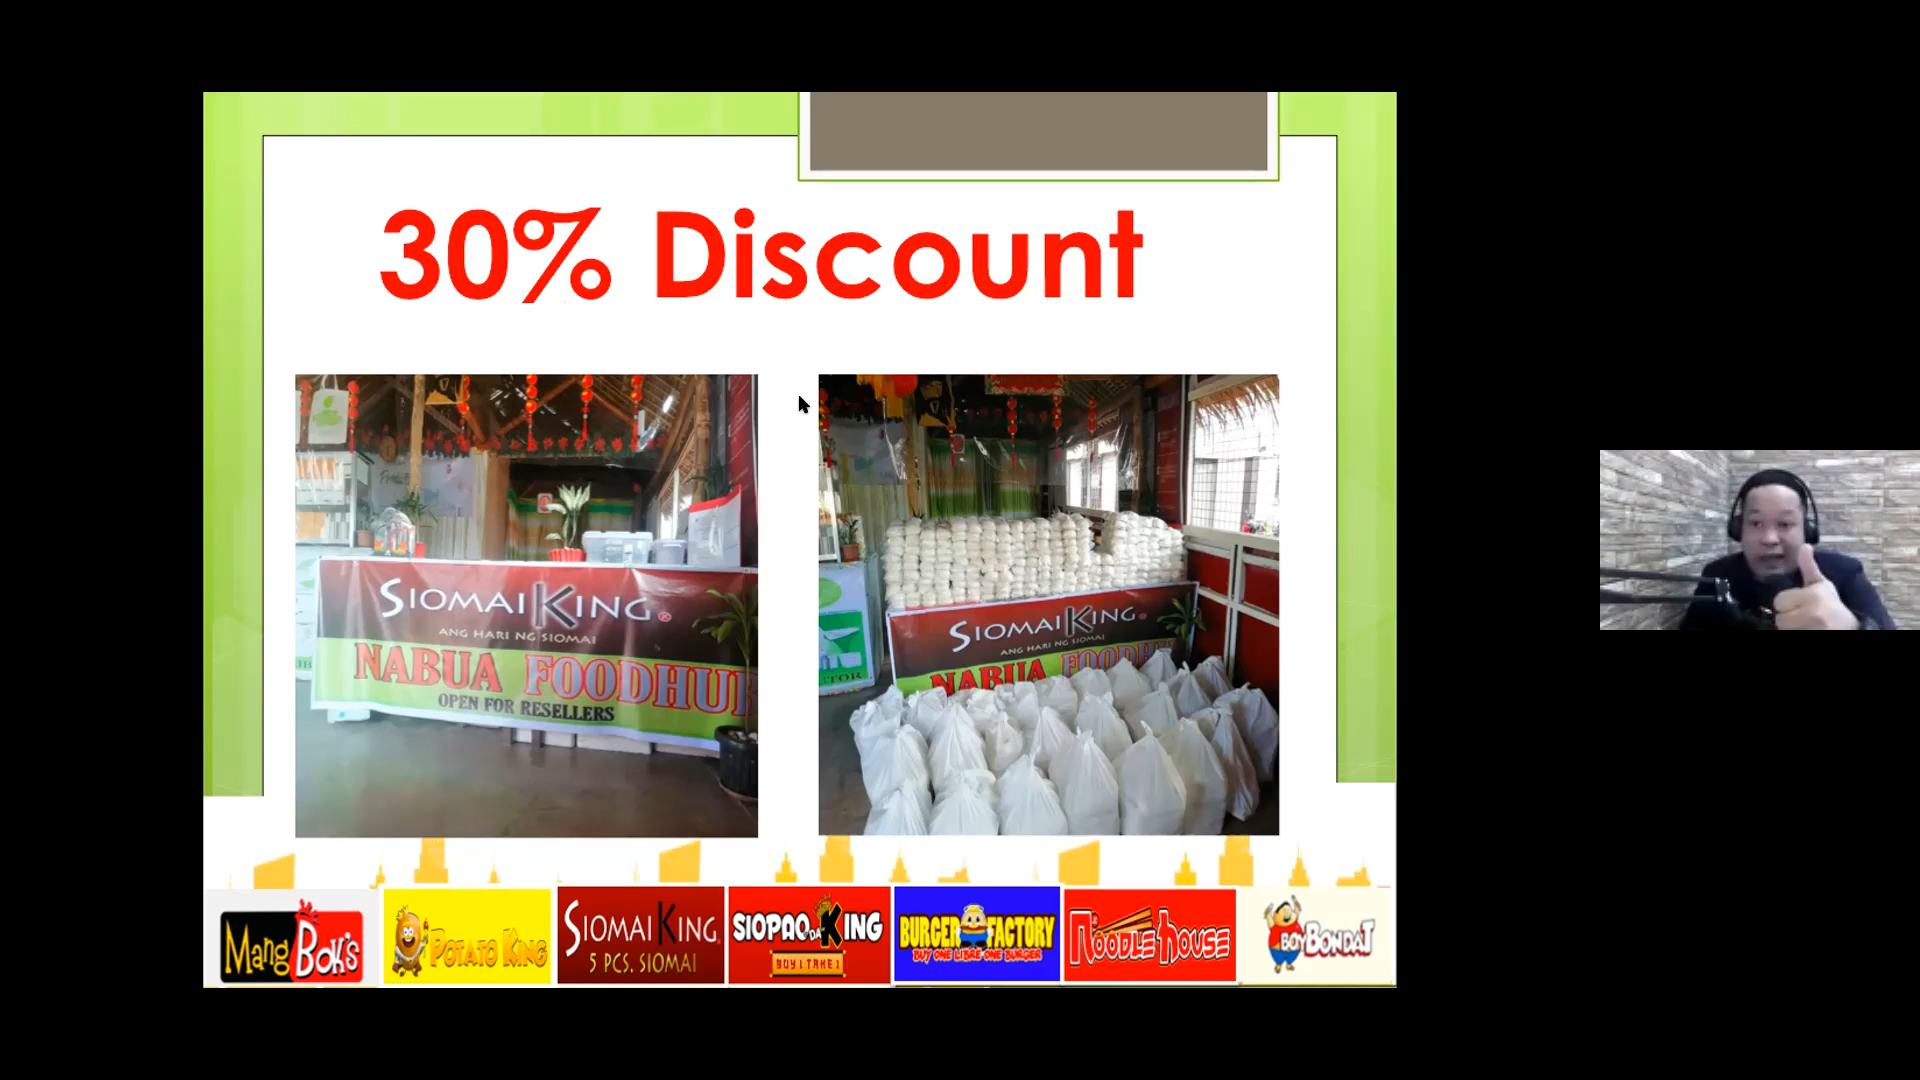 30% Discount
SIOMAI KING®
ANG HARI NG SIOMAI
NABUA FOODHU
OPEN FOR RESELLERS
SIOMAI KING
ANG HARI NG SIOMAI
NABUA FOODH
TOR
Mang Bok's
POTATO KING
SIOMAI KING
5 PCS. SIOMAI
SIOPAO DA KING
BUY 1 TAKE 1
BURGER FACTORY
BUY ONE LIBRE ONE BURGER
NOODLE HOUSE
BOY BONDAT